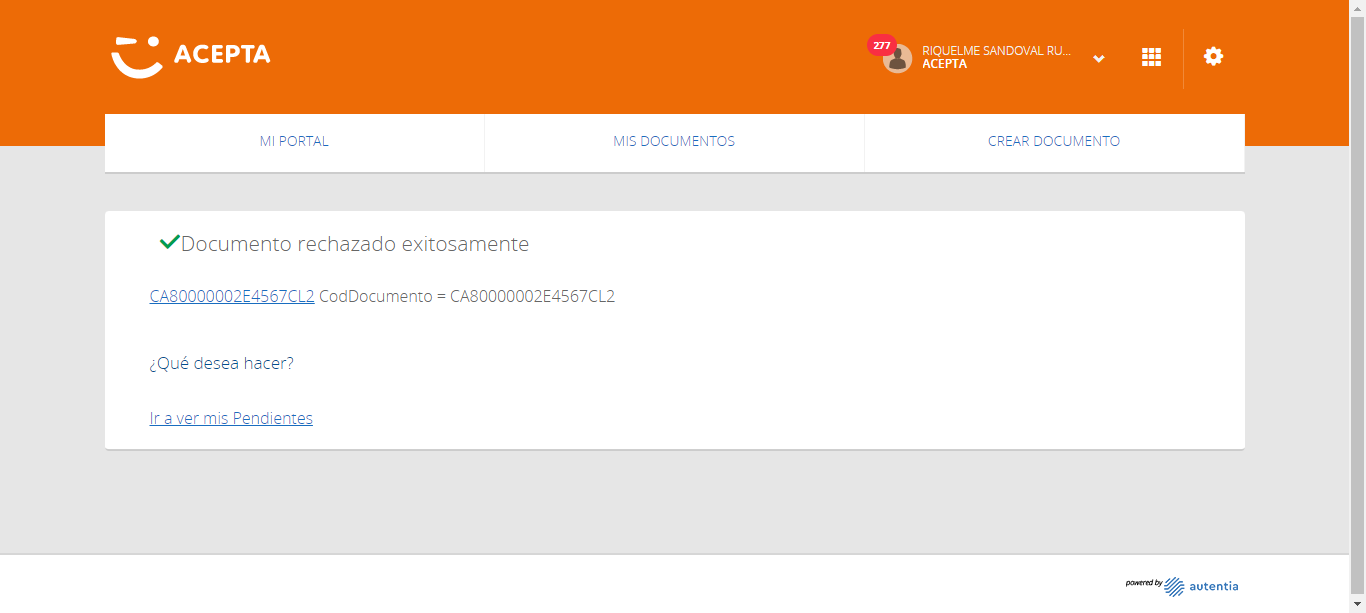 ACEPTA
277
RIQUELME SANDOVAL RU...
ACEPTA
MI PORTAL
MIS DOCUMENTOS
CREAR DOCUMENTO
Documento rechazado exitosamente
CA80000002E4567CL2 CodDocumento = CA80000002E4567CL2
¿Qué desea hacer?
Ir a ver mis Pendientes
powered by autentia